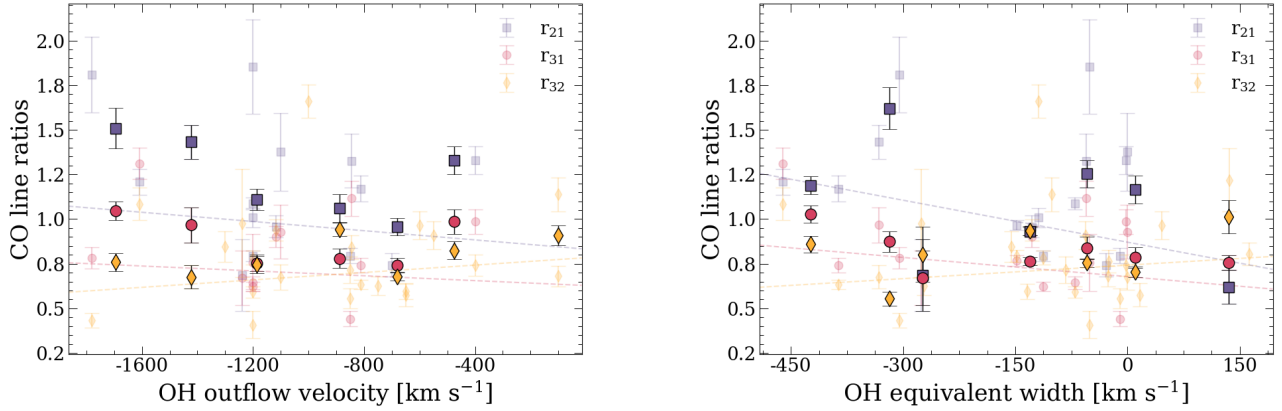 2.0
1.8
1.5
1.2
1.0
0.8
0.5
0.2
CO line ratios
r₂₁
r₃₁
r₃₂
-1600 -1200 -800 -400
OH outflow velocity [km s⁻¹]
2.0
1.8
1.5
1.2
1.0
0.8
0.5
0.2
CO line ratios
r₂₁
r₃₁
r₃₂
-450 -300 -150 0 150
OH equivalent width [km s⁻¹]